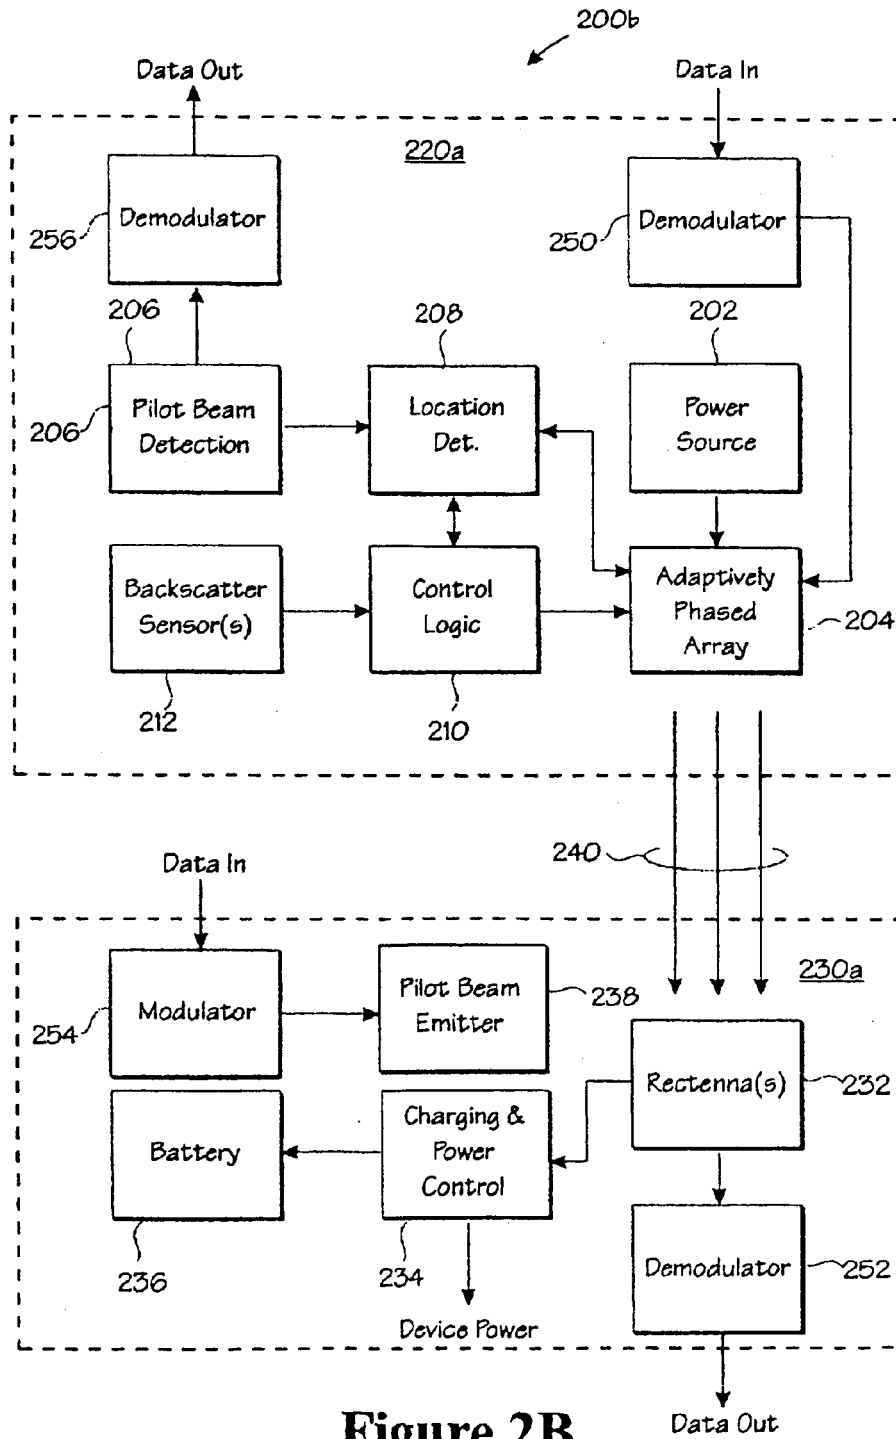 200b
Data Out
Data In
220a
Demodulator
256
Demodulator
250
206
208
202
206
Pilot Beam
Detection
Location
Det.
Power
Source
Backscatter
Sensor(s)
Control
Logic
Adaptively
Phased
Array
204
212
210
240
Data In
230a
Modulator
254
Pilot Beam
Emitter
238
Rectenna(s)
232
Battery
Charging &
Power
Control
236
234
Demodulator
252
Device Power
Figure 2B
Data Out